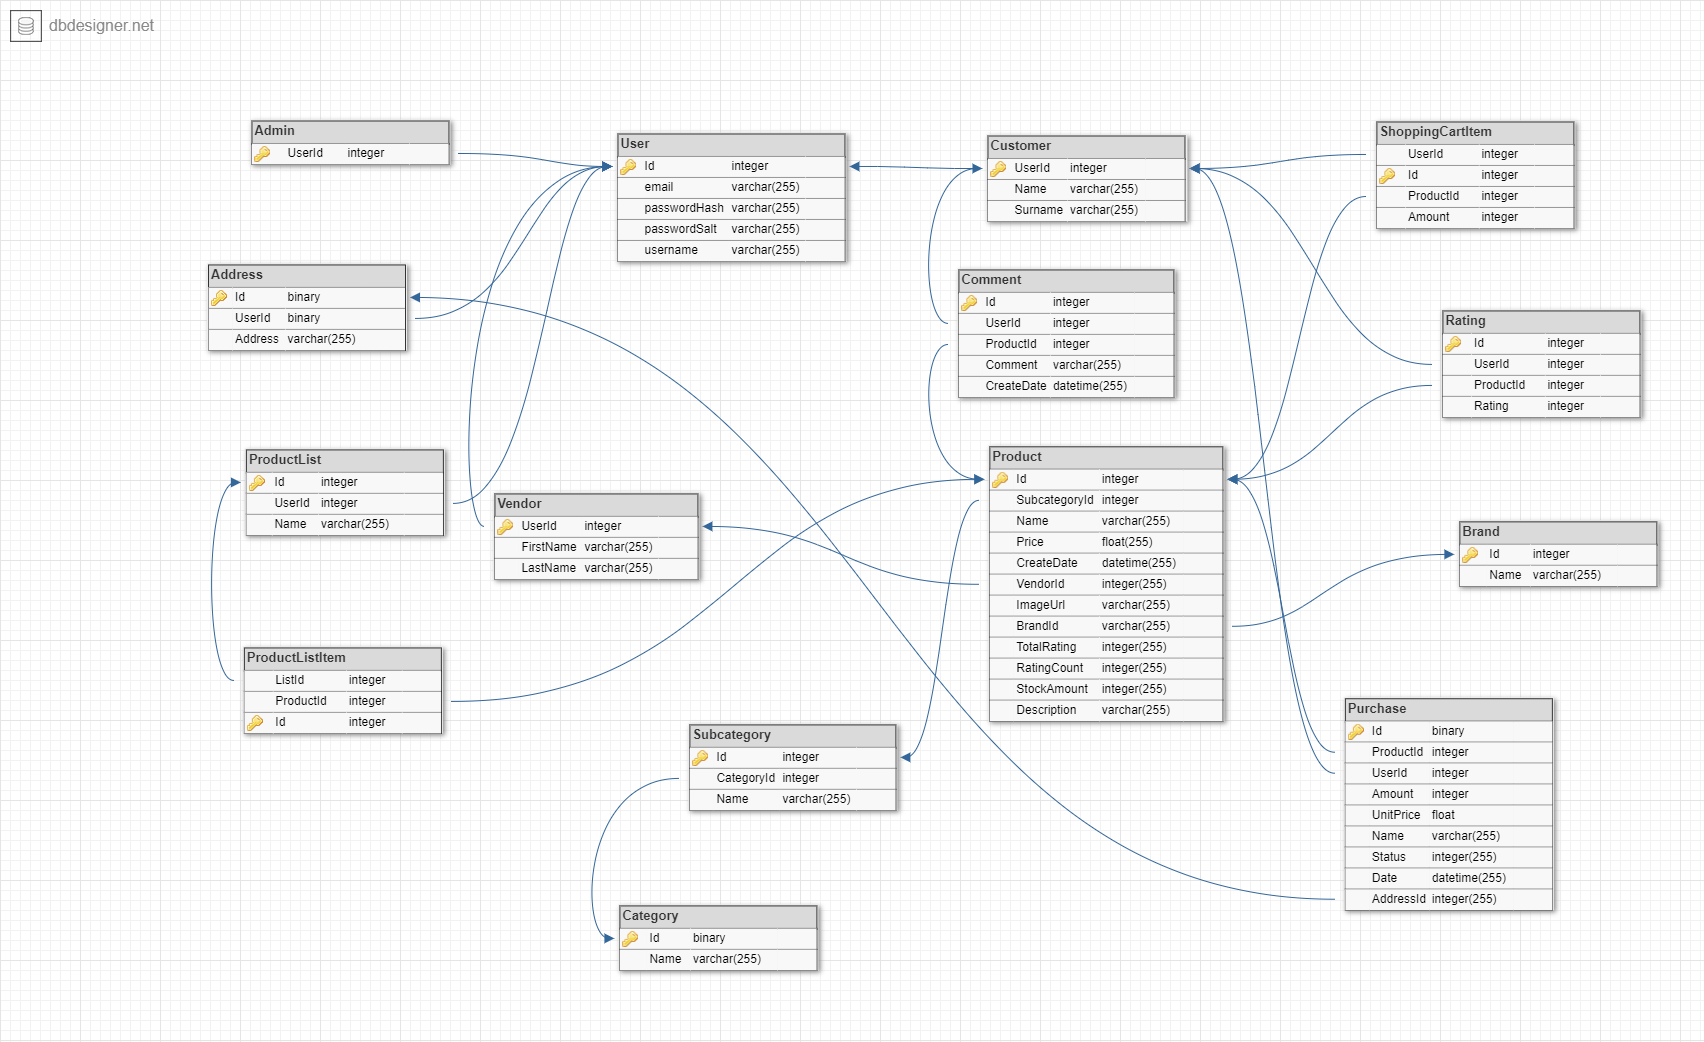 dbdesigner.net
Admin
UserId integer
User
Id integer
email varchar(255)
passwordHash varchar(255)
passwordSalt varchar(255)
username varchar(255)
Customer
UserId integer
Name varchar(255)
Surname varchar(255)
ShoppingCartItem
UserId integer
Id integer
ProductId integer
Amount integer
Address
Id binary
UserId binary
Address varchar(255)
Comment
Id integer
UserId integer
ProductId integer
Comment varchar(255)
CreateDate datetime(255)
Rating
Id integer
UserId integer
ProductId integer
Rating integer
ProductList
Id integer
UserId integer
Name varchar(255)
Vendor
UserId integer
FirstName varchar(255)
LastName varchar(255)
Product
Id integer
SubcategoryId integer
Name varchar(255)
Price float(255)
CreateDate datetime(255)
VendorId integer(255)
ImageUrl varchar(255)
BrandId varchar(255)
TotalRating integer(255)
RatingCount integer(255)
StockAmount integer(255)
Description varchar(255)
Brand
Id integer
Name varchar(255)
ProductListItem
ListId integer
ProductId integer
Id integer
Subcategory
Id integer
CategoryId integer
Name varchar(255)
Purchase
Id binary
ProductId integer
UserId integer
Amount integer
UnitPrice float
Name varchar(255)
Status integer(255)
Date datetime(255)
AddressId integer(255)
Category
Id binary
Name varchar(255)